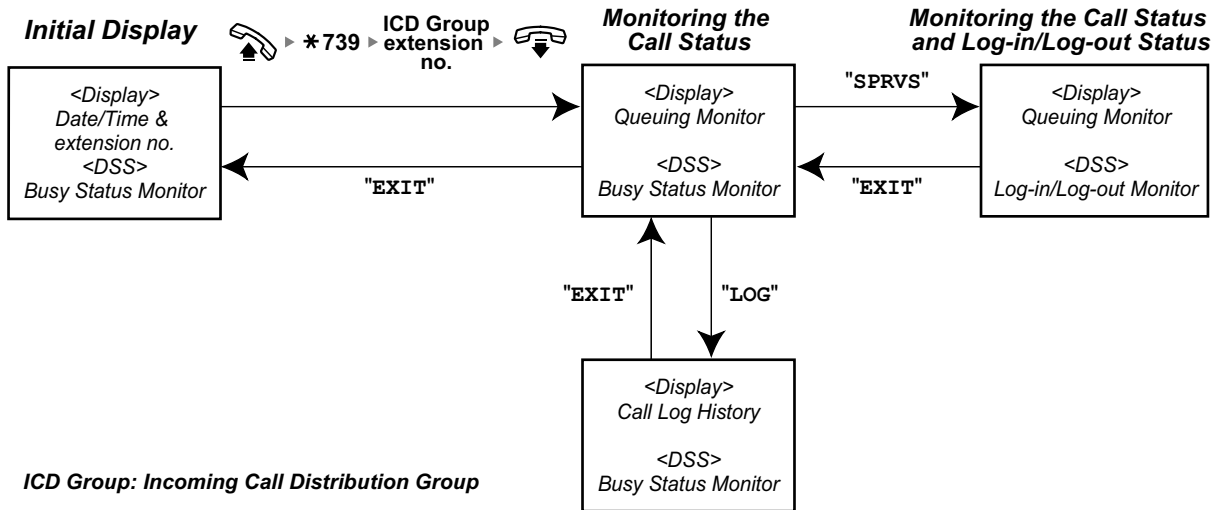 Initial Display
✱739
ICD Group
extension
no.
Monitoring the
Call Status
Monitoring the Call Status
and Log-in/Log-out Status
<Display>
Date/Time &
extension no.
<DSS>
Busy Status Monitor
"EXIT"
<Display>
Queuing Monitor
<DSS>
Busy Status Monitor
"SPRVS"
"EXIT"
<Display>
Queuing Monitor
<DSS>
Log-in/Log-out Monitor
"EXIT"
"LOG"
<Display>
Call Log History
<DSS>
Busy Status Monitor
ICD Group: Incoming Call Distribution Group